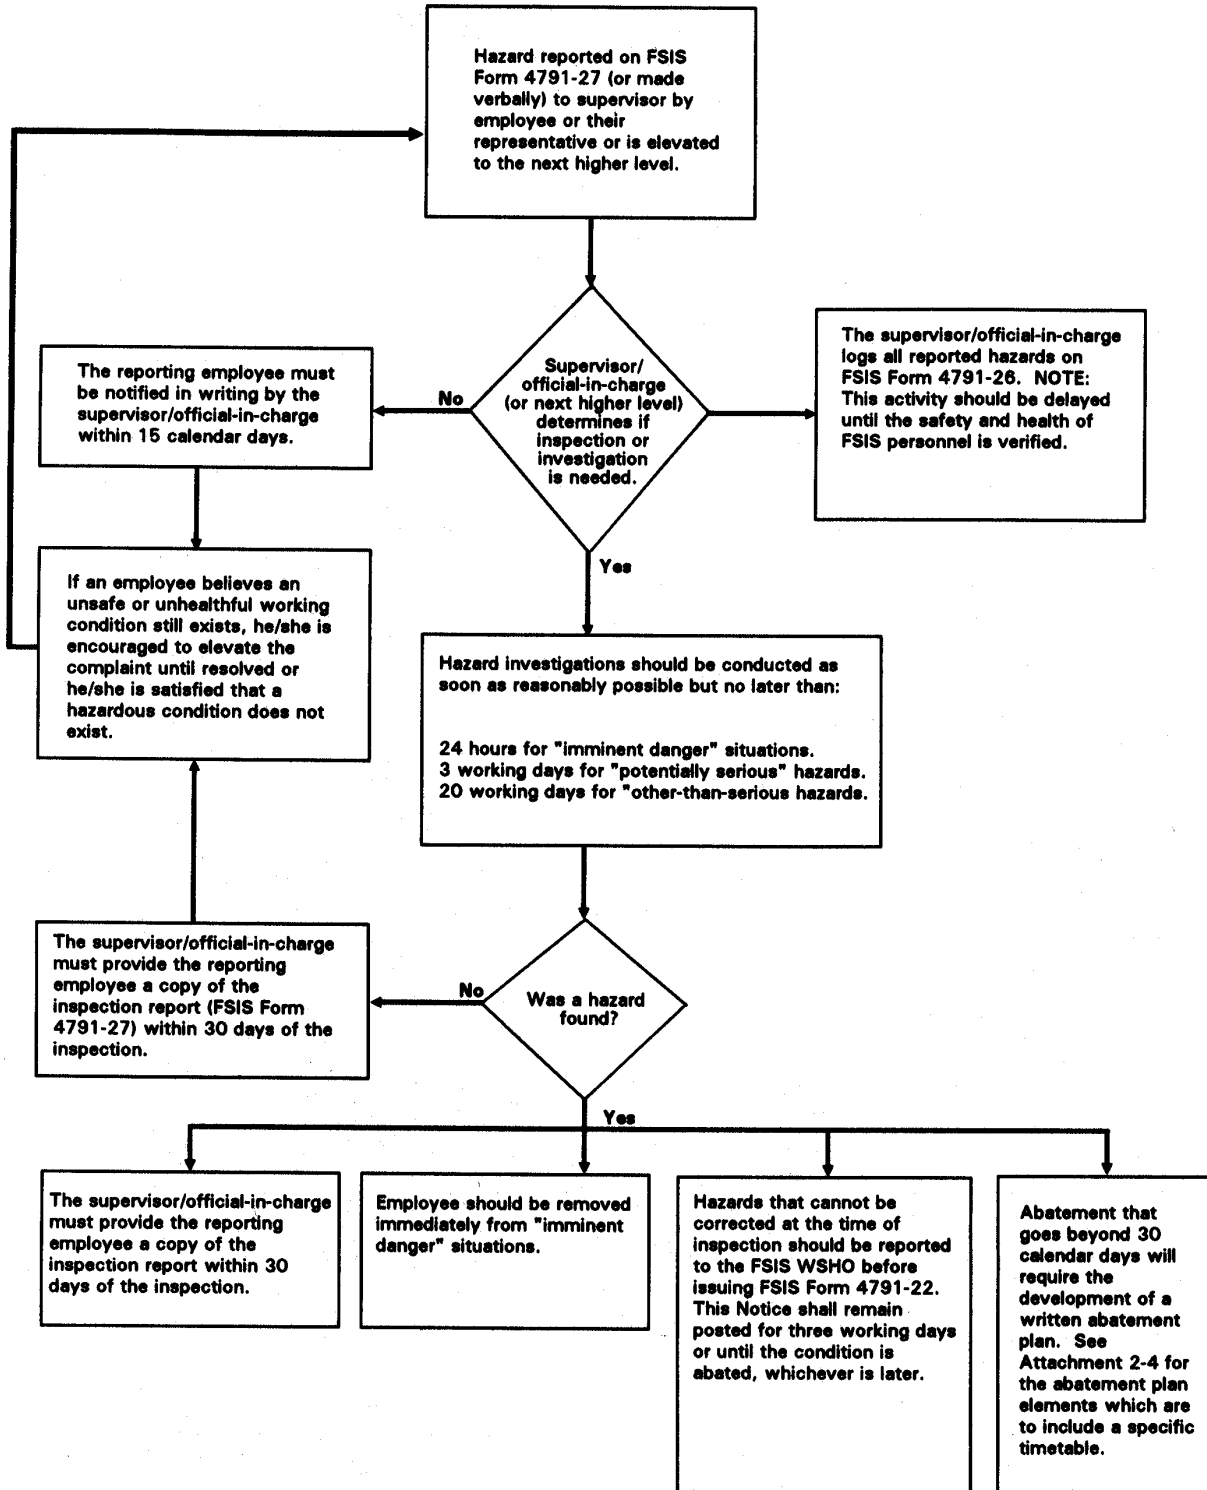 Hazard reported on FSIS
Form 4791-27 (or made
verbally) to supervisor by
employee or their
representative or is elevated
to the next higher level.
Supervisor/
official-in-charge
(or next higher level)
determines if
inspection or
investigation
is needed.
The supervisor/official-in-charge
logs all reported hazards on
FSIS Form 4791-26. NOTE:
This activity should be delayed
until the safety and health of
FSIS personnel is verified.
No
The reporting employee must
be notified in writing by the
supervisor/official-in-charge
within 15 calendar days.
If an employee believes an
unsafe or unhealthful working
condition still exists, he/she is
encouraged to elevate the
complaint until resolved or
he/she is satisfied that a
hazardous condition does not
exist.
Yes
Hazard investigations should be conducted as
soon as reasonably possible but no later than:
24 hours for "imminent danger" situations.
3 working days for "potentially serious" hazards.
20 working days for "other-than-serious hazards.
Was a hazard
found?
No
The supervisor/official-in-charge
must provide the reporting
employee a copy of the
inspection report (FSIS Form
4791-27) within 30 days of the
inspection.
Yes
The supervisor/official-in-charge
must provide the reporting
employee a copy of the
inspection report within 30
days of the inspection.
Employee should be removed
immediately from "imminent
danger" situations.
Hazards that cannot be
corrected at the time of
inspection should be reported
to the FSIS WSHO before
issuing FSIS Form 4791-22.
This Notice shall remain
posted for three working days
or until the condition is
abated, whichever is later.
Abatement that
goes beyond 30
calendar days will
require the
development of a
written abatement
plan. See
Attachment 2-4 for
the abatement plan
elements which are
to include a specific
timetable.